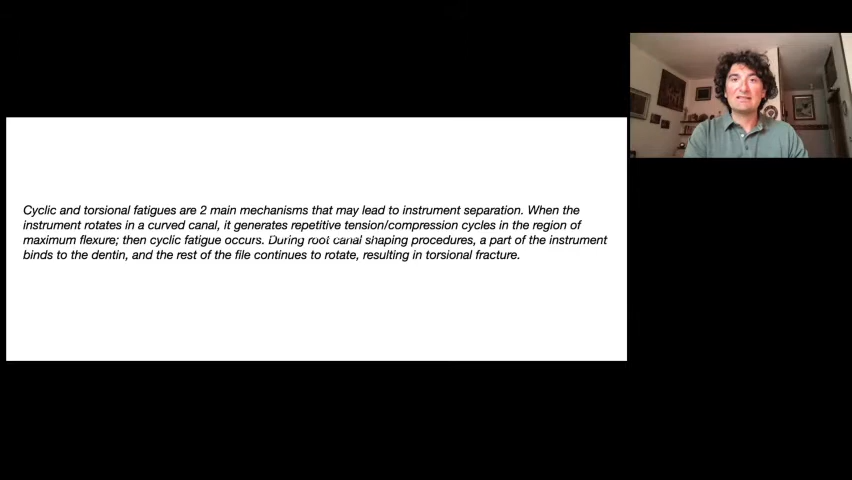 Cyclic and torsional fatigues are 2 main mechanisms that may lead to instrument separation. When the
instrument rotates in a curved canal, it generates repetitive tension/compression cycles in the region of
maximum flexure; then cyclic fatigue occurs. During root canal shaping procedures, a part of the instrument
binds to the dentin, and the rest of the file continues to rotate, resulting in torsional fracture.